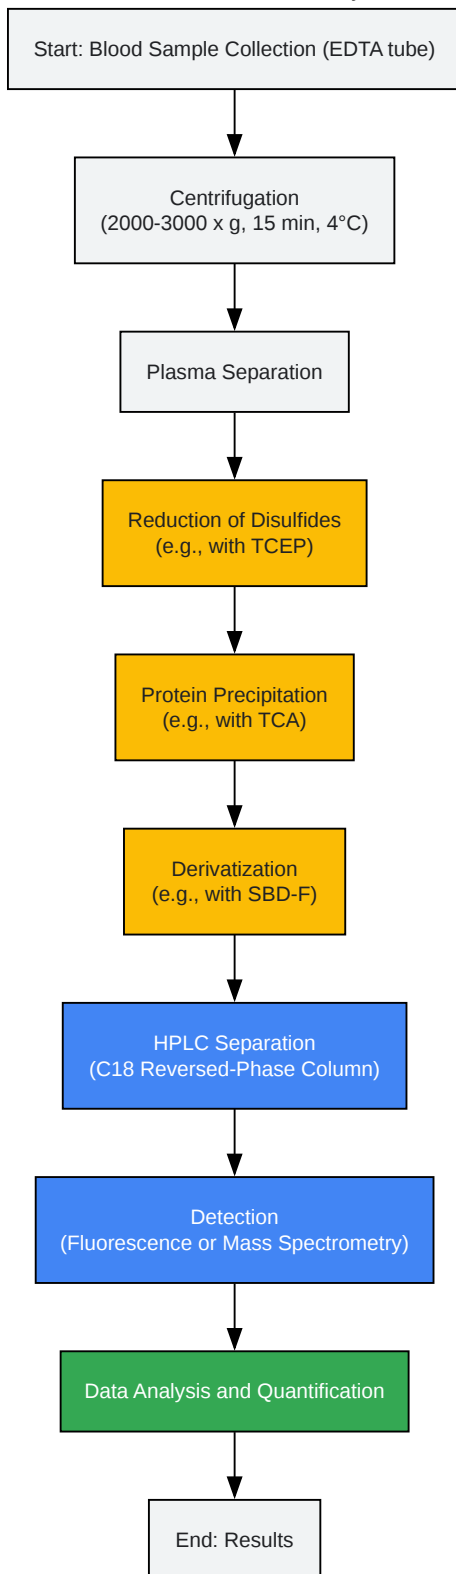 Start: Blood Sample Collection (EDTA tube)
Centrifugation
(2000-3000 x g, 15 min, 4°C)
Plasma Separation
Reduction of Disulfides
(e.g., with TCEP)
Protein Precipitation
(e.g., with TCA)
Derivatization
(e.g., with SBD-F)
HPLC Separation
(C18 Reversed-Phase Column)
Detection
(Fluorescence or Mass Spectrometry)
Data Analysis and Quantification
End: Results